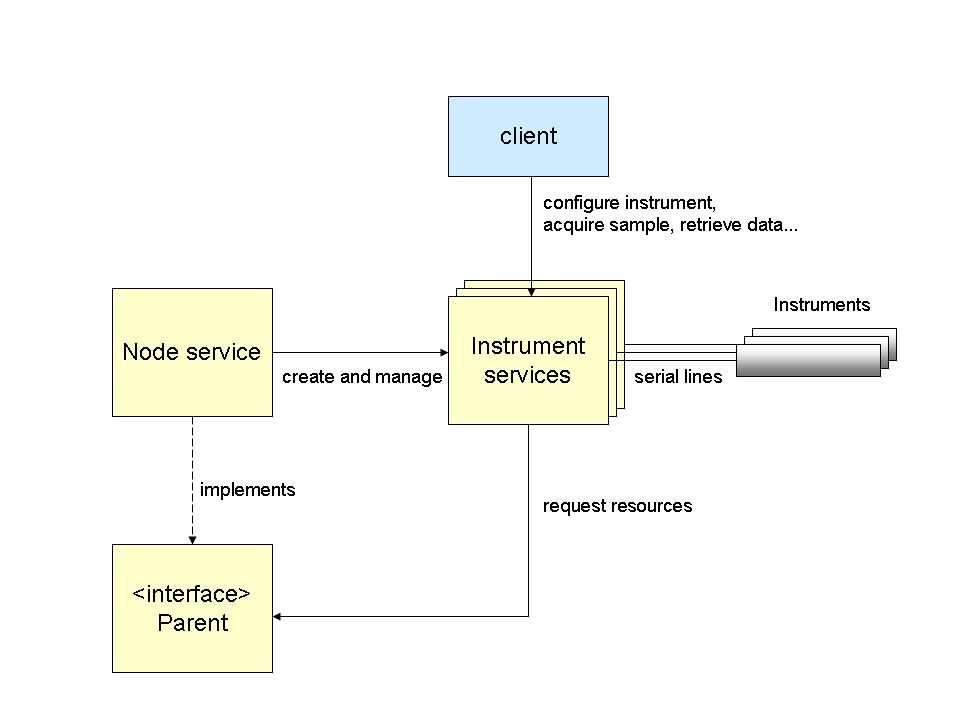 client
configure instrument,
acquire sample, retrieve data...
Instruments
Node service
create and manage
Instrument
services
serial lines
implements
request resources
<interface>
Parent